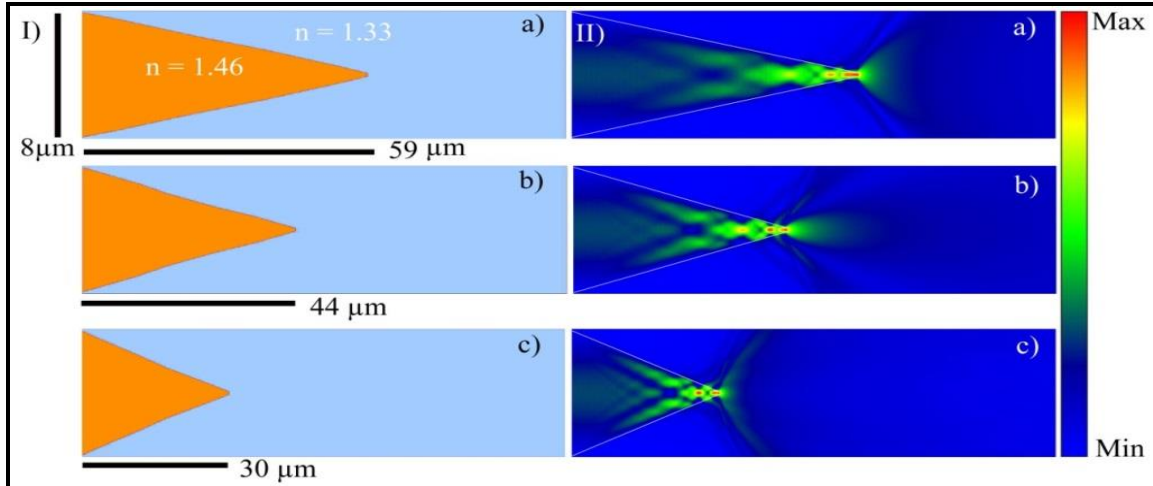 I)
a)
n = 1.33
n = 1.46
8µm
59 µm
b)
44 µm
c)
30 µm
II)
a)
b)
c)
Max
Min